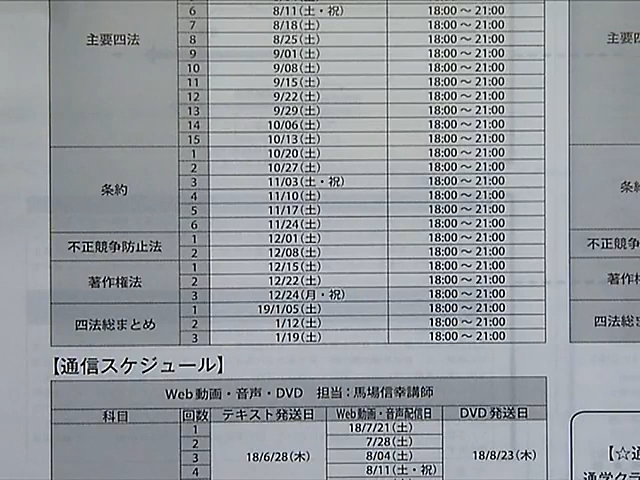 6 8/11(土・祝) 18:00 〜 21:00
7 8/18(土) 18:00 〜 21:00
主要四法 8 8/25(土) 18:00 〜 21:00 主要四
9 9/01(土) 18:00 〜 21:00
10 9/08(土) 18:00 〜 21:00
11 9/15(土) 18:00 〜 21:00
12 9/22(土) 18:00 〜 21:00
13 9/29(土) 18:00 〜 21:00
14 10/06(土) 18:00 〜 21:00
15 10/13(土) 18:00 〜 21:00
1 10/20(土) 18:00 〜 21:00
2 10/27(土) 18:00 〜 21:00
条約 3 11/03(土・祝) 18:00 〜 21:00 条約
4 11/10(土) 18:00 〜 21:00
5 11/17(土) 18:00 〜 21:00
6 11/24(土) 18:00 〜 21:00
不正競争防止法 1 12/01(土) 18:00 〜 21:00 不正競争
2 12/08(土) 18:00 〜 21:00
1 12/15(土) 18:00 〜 21:00
著作権法 2 12/22(土) 18:00 〜 21:00 著作権
3 12/24(月・祝) 18:00 〜 21:00
1 19/1/05(土) 18:00 〜 21:00
四法総まとめ 2 1/12(土) 18:00 〜 21:00 四法総
3 1/19(土) 18:00 〜 21:00
【通信スケジュール】
Web動画・音声・DVD 担当:馬場信幸講師
科目 回数 テキスト発送日 Web動画・音声配信日 DVD 発送日
1 18/7/21(土)
2 7/28(土)
3 18/6/28(木) 8/04(土) 18/8/23(木)
4 8/11(土・祝)
【☆通
通学クラ